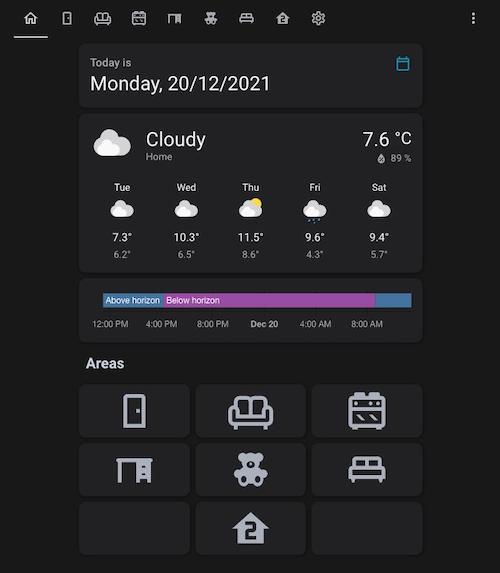 2
Today is
Monday, 20/12/2021
Cloudy
7.6 °C
Home
89 %
Tue Wed Thu Fri Sat
7.3° 10.3° 11.5° 9.6° 9.4°
6.2° 6.5° 8.6° 4.3° 5.7°
Above horizon Below horizon
12:00 PM 4:00 PM 8:00 PM Dec 20 4:00 AM 8:00 AM
Areas
2